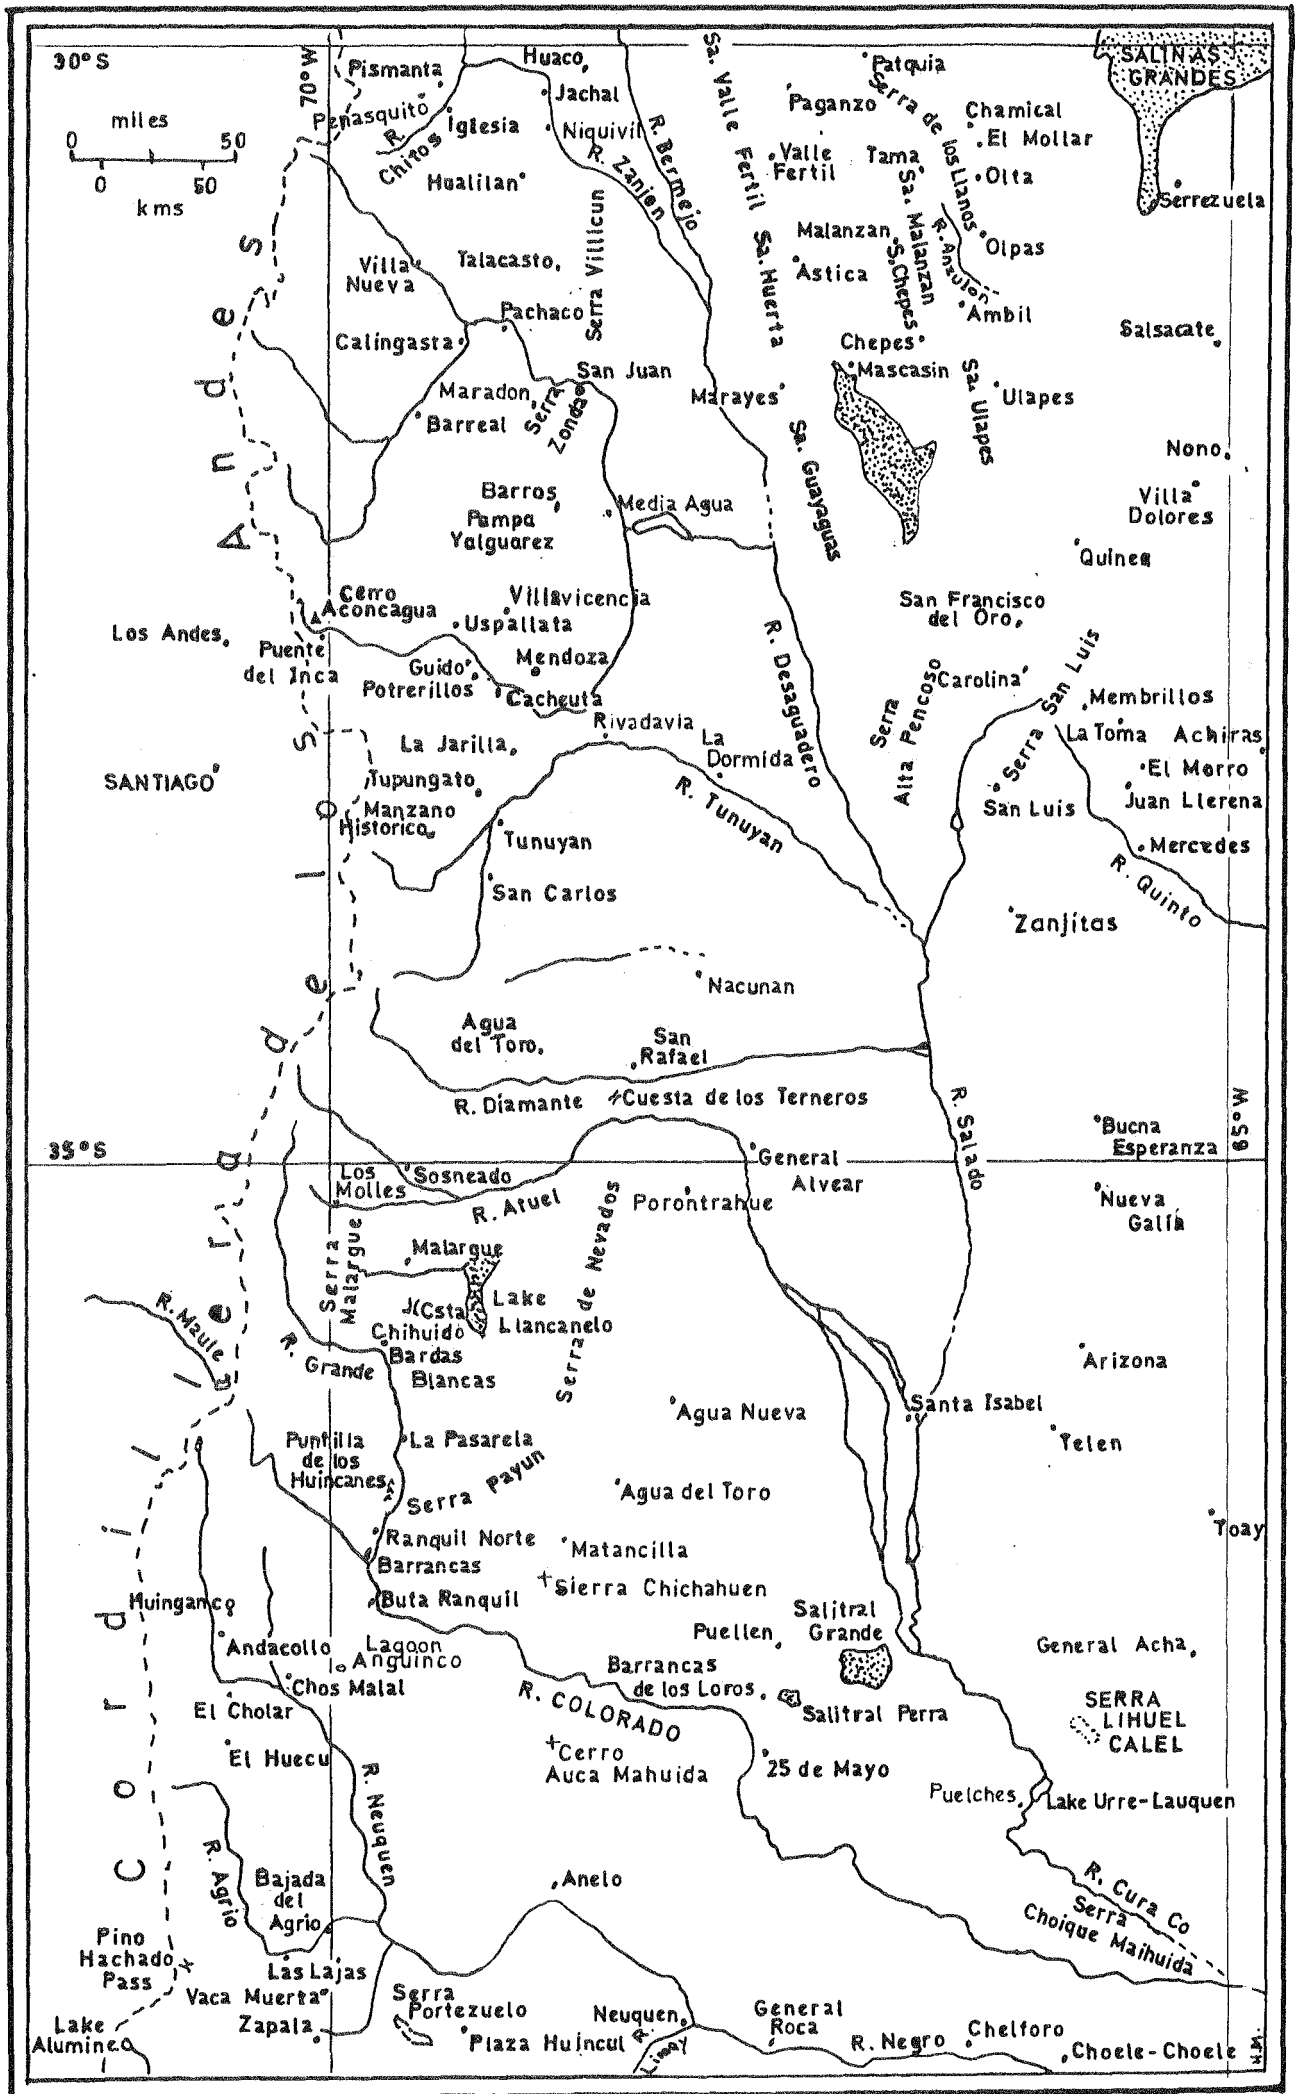 30°S
70°W
miles
0 50
0 50
kms
Pismanta
Huaco
Jachal
Penasquito
Iglesia
R. Chitos
Niquivil
R. Zanjon
R. Bermejo
Hualilan
Sa. Valle Fertil
Patquia
Paganzo
Serra de los Llanos
Chamical
El Mollar
Valle
Fertil
Tama
Olta
SALINAS
GRANDES
Serrezuela
Sa. Malanzan
Malanzan
S. Chepes
R. Anzulon
Olpas
Astica
Sa. Huerta
Ambil
Villa
Nueva
Talacasto
Serra Villicun
Pachaco
Calingasta
San Juan
Maradon
Serra
Zonda
Barreal
Marayes
Chepes
Mascasin
Sa. Ulapes
Ulapes
Salsacate
Sa. Guayaguas
Nono
Villa
Dolores
Barros
Pampa
Yalguarez
Media Agua
Quines
Cerro
Aconcagua
Villavicencia
Uspallata
Los Andes
Puente
del Inca
Guido
Potrerillos
Mendoza
Cacheuta
R. Desaguadero
San Francisco
del Oro
Serra
Alta Pencoso
Carolina
Serra San Luis
Membrillos
La Toma
Achiras
El Morro
Juan Llerena
San Luis
Mercedes
R. Quinto
Rivadavia
La
Dormida
La Jarilla
SANTIAGO
Tupungato
Manzano
Historico
R. Tunuyan
Tunuyan
San Carlos
Zanjitas
Nacunan
Agua
del Toro
San
Rafael
R. Diamante
Cuesta de los Terneros
R. Salado
65°W
Buena
Esperanza
35°S
Los
Molles
Sosneado
R. Atuel
General
Alvear
Porontrahue
Nueva
Galia
Serra
Malargue
Malargue
Serra de Nevados
Lake
Llancanelo
Jcsta
Chihuido
R. Maule
R. Grande
Bardas
Blancas
Arizona
Agua Nueva
Santa Isabel
Telen
Puntilla
de los
Huincanes
La Pasarela
Serra Payun
Agua del Toro
Toay
Ranquil Norte
Barrancas
Matancilla
Sierra Chichahuen
Buta Ranquil
Huinganco
Andacollo
Lagoon
Anguinco
Chos Malal
El Cholar
Puellen
Salitral
Grande
General Acha
Barrancas
de los Loros
R. COLORADO
Salitral Perra
SERRA
LIHUEL
CALEL
El Huecu
Cerro
Auca Mahuida
25 de Mayo
Puelches
Lake Urre-Lauquen
R. Neuquen
R. Agrio
Bajada
del
Agrio
Anelo
R. Cura Co
Serra
Choique Maihuida
Pino
Hachado
Pass
Las Lajas
Vaca Muerta
Zapala
Lake
Alumine
Serra
Portezuelo
Plaza Huincul
Neuquen
R. Limay
General
Roca
R. Negro
Chelforo
Choele-Choele
H.M.
Cordillera de los Andes